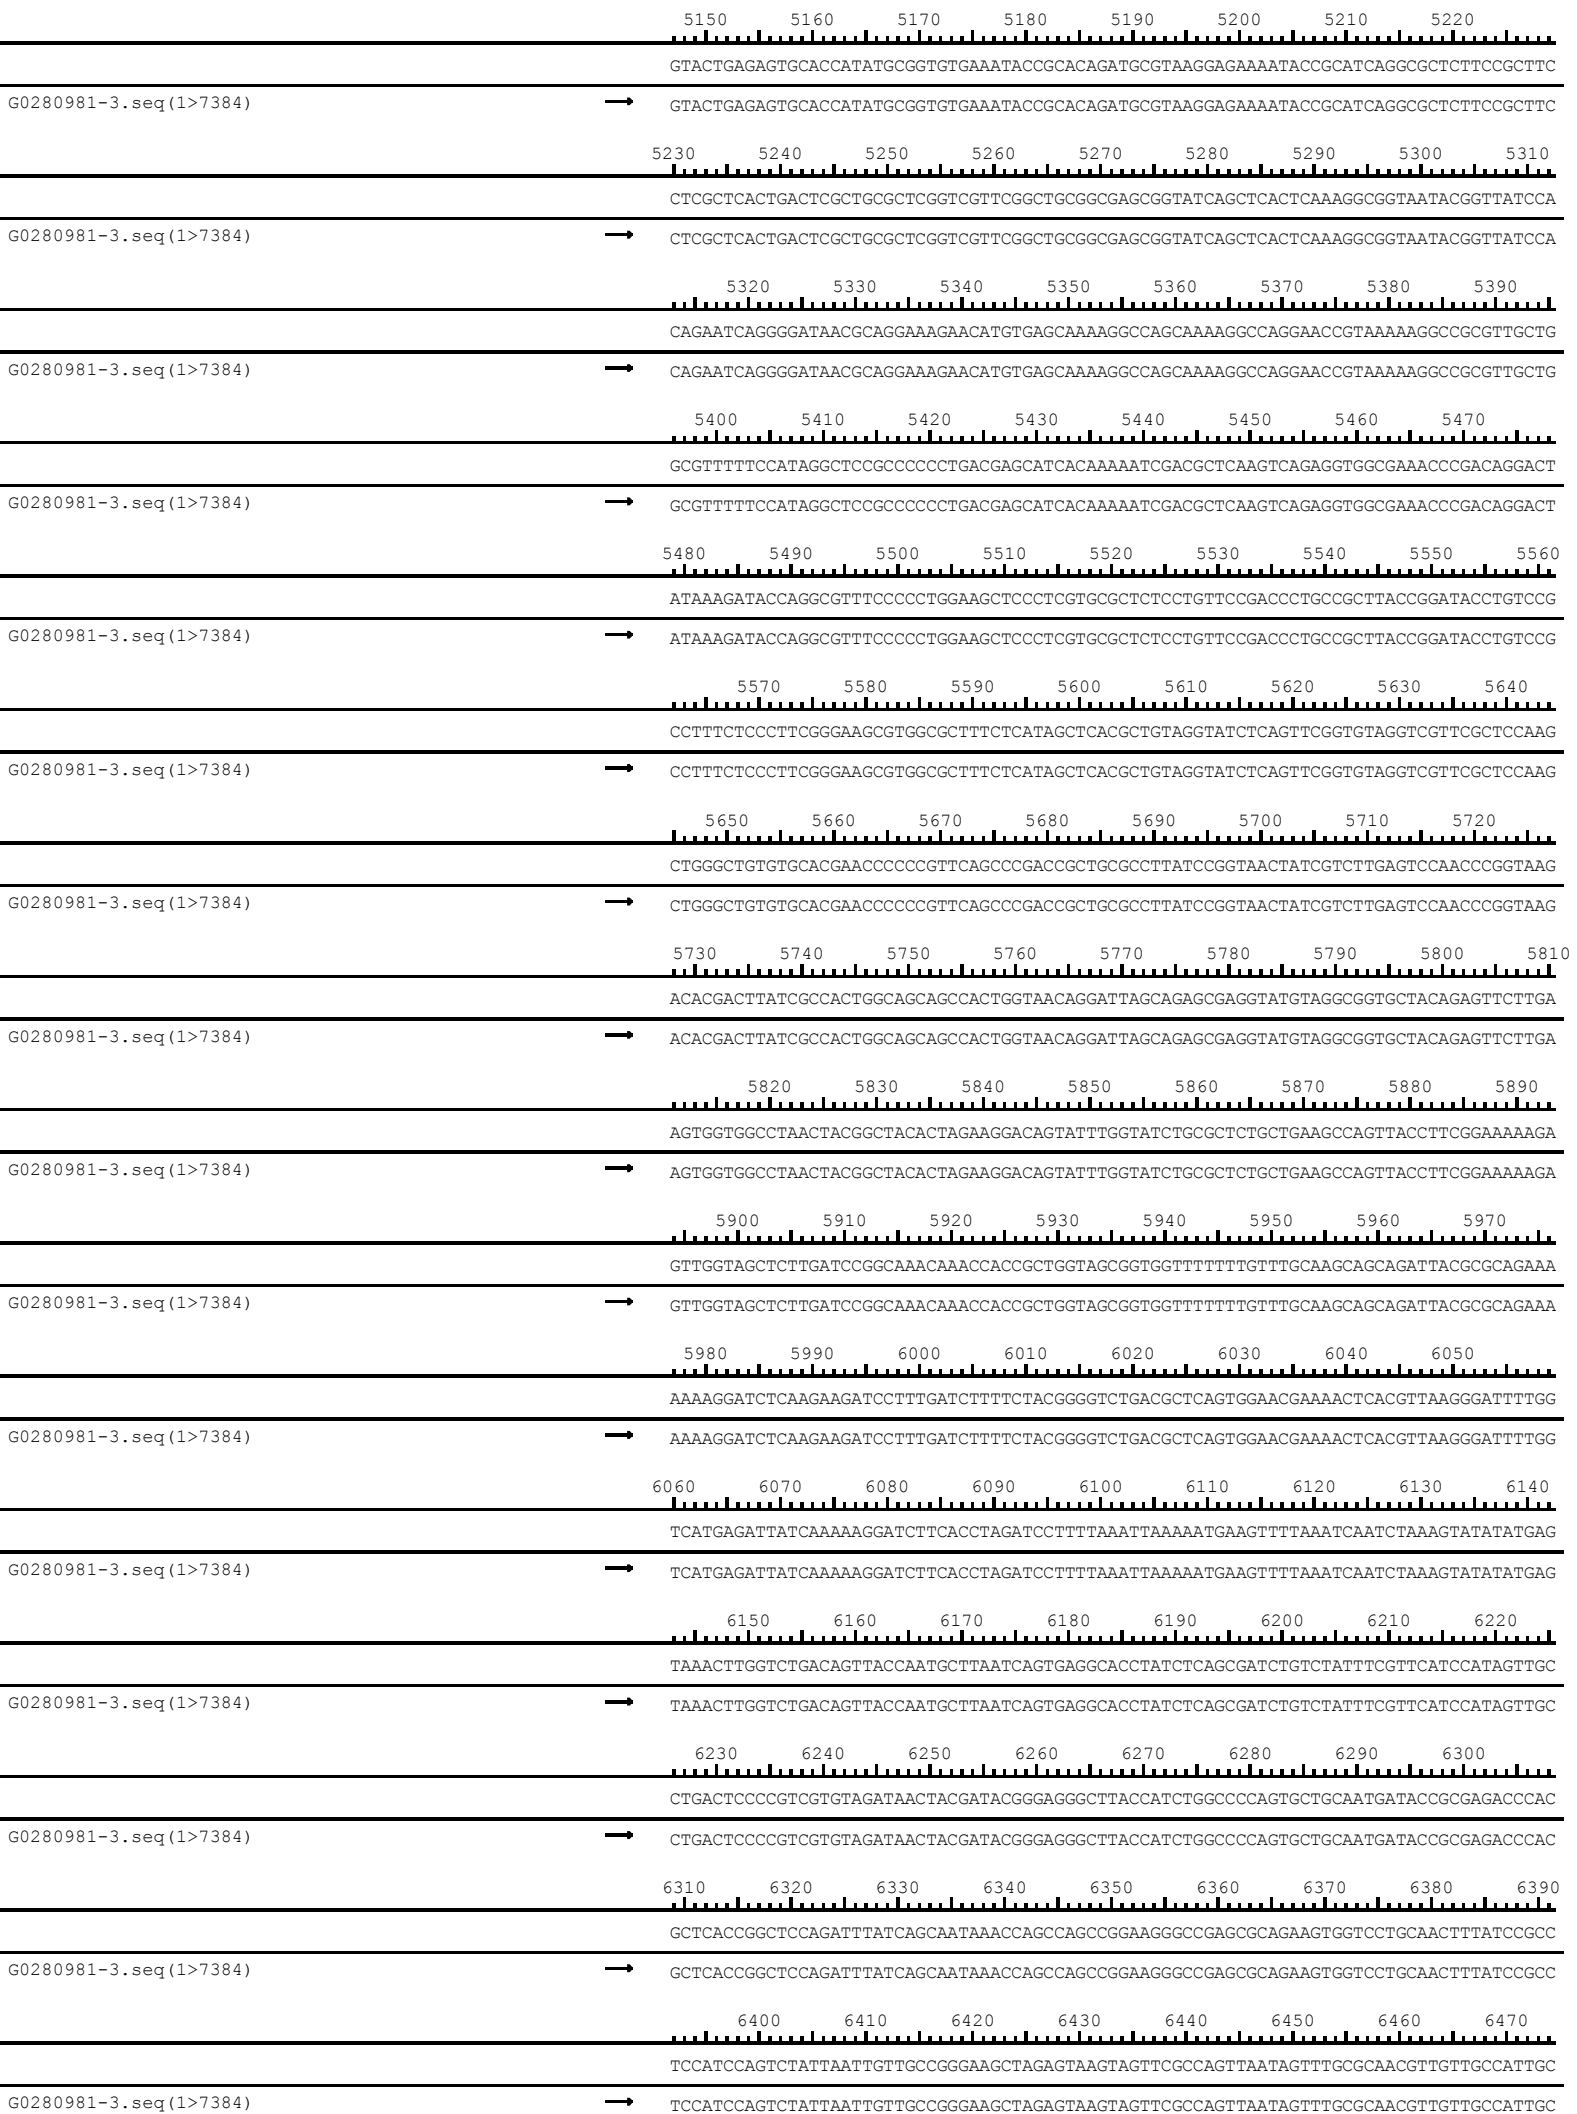 5150 5160 5170 5180 5190 5200 5210 5220
GTACTGAGAGTGCACCATATGCGGTGTGAAATACCGCACAGATGCGTAAGGAGAAAATACCGCATCAGGCGCTCTTCCGCTTC
G0280981-3.seq(1>7384) → GTACTGAGAGTGCACCATATGCGGTGTGAAATACCGCACAGATGCGTAAGGAGAAAATACCGCATCAGGCGCTCTTCCGCTTC
5230 5240 5250 5260 5270 5280 5290 5300 5310
CTCGCTCACTGACTCGCTGCGCTCGGTCGTTCGGCTGCGGCGAGCGGTATCAGCTCACTCAAAGGCGGTAATACGGTTATCCA
G0280981-3.seq(1>7384) → CTCGCTCACTGACTCGCTGCGCTCGGTCGTTCGGCTGCGGCGAGCGGTATCAGCTCACTCAAAGGCGGTAATACGGTTATCCA
5320 5330 5340 5350 5360 5370 5380 5390
CAGAATCAGGGGATAACGCAGGAAAGAACATGTGAGCAAAAGGCCAGCAAAAGGCCAGGAACCGTAAAAAGGCCGCGTTGCTG
G0280981-3.seq(1>7384) → CAGAATCAGGGGATAACGCAGGAAAGAACATGTGAGCAAAAGGCCAGCAAAAGGCCAGGAACCGTAAAAAGGCCGCGTTGCTG
5400 5410 5420 5430 5440 5450 5460 5470
GCGTTTTTCCATAGGCTCCGCCCCCCTGACGAGCATCACAAAAATCGACGCTCAAGTCAGAGGTGGCGAAACCCGACAGGACT
G0280981-3.seq(1>7384) → GCGTTTTTCCATAGGCTCCGCCCCCCTGACGAGCATCACAAAAATCGACGCTCAAGTCAGAGGTGGCGAAACCCGACAGGACT
5480 5490 5500 5510 5520 5530 5540 5550 5560
ATAAAGATACCAGGCGTTTCCCCCTGGAAGCTCCCTCGTGCGCTCTCCTGTTCCGACCCTGCCGCTTACCGGATACCTGTCCG
G0280981-3.seq(1>7384) → ATAAAGATACCAGGCGTTTCCCCCTGGAAGCTCCCTCGTGCGCTCTCCTGTTCCGACCCTGCCGCTTACCGGATACCTGTCCG
5570 5580 5590 5600 5610 5620 5630 5640
CCTTTCTCCCTTCGGGAAGCGTGGCGCTTTCTCATAGCTCACGCTGTAGGTATCTCAGTTCGGTGTAGGTCGTTCGCTCCAAG
G0280981-3.seq(1>7384) → CCTTTCTCCCTTCGGGAAGCGTGGCGCTTTCTCATAGCTCACGCTGTAGGTATCTCAGTTCGGTGTAGGTCGTTCGCTCCAAG
5650 5660 5670 5680 5690 5700 5710 5720
CTGGGCTGTGTGCACGAACCCCCCGTTCAGCCCGACCGCTGCGCCTTATCCGGTAACTATCGTCTTGAGTCCAACCCGGTAAG
G0280981-3.seq(1>7384) → CTGGGCTGTGTGCACGAACCCCCCGTTCAGCCCGACCGCTGCGCCTTATCCGGTAACTATCGTCTTGAGTCCAACCCGGTAAG
5730 5740 5750 5760 5770 5780 5790 5800 5810
ACACGACTTATCGCCACTGGCAGCAGCCACTGGTAACAGGATTAGCAGAGCGAGGTATGTAGGCGGTGCTACAGAGTTCTTGA
G0280981-3.seq(1>7384) → ACACGACTTATCGCCACTGGCAGCAGCCACTGGTAACAGGATTAGCAGAGCGAGGTATGTAGGCGGTGCTACAGAGTTCTTGA
5820 5830 5840 5850 5860 5870 5880 5890
AGTGGTGGCCTAACTACGGCTACACTAGAAGGACAGTATTTGGTATCTGCGCTCTGCTGAAGCCAGTTACCTTCGGAAAAAGA
G0280981-3.seq(1>7384) → AGTGGTGGCCTAACTACGGCTACACTAGAAGGACAGTATTTGGTATCTGCGCTCTGCTGAAGCCAGTTACCTTCGGAAAAAGA
5900 5910 5920 5930 5940 5950 5960 5970
GTTGGTAGCTCTTGATCCGGCAAACAAACCACCGCTGGTAGCGGTGGTTTTTTTGTTTGCAAGCAGCAGATTACGCGCAGAAA
G0280981-3.seq(1>7384) → GTTGGTAGCTCTTGATCCGGCAAACAAACCACCGCTGGTAGCGGTGGTTTTTTTGTTTGCAAGCAGCAGATTACGCGCAGAAA
5980 5990 6000 6010 6020 6030 6040 6050
AAAAGGATCTCAAGAAGATCCTTTGATCTTTTCTACGGGGTCTGACGCTCAGTGGAACGAAAACTCACGTTAAGGGATTTTGG
G0280981-3.seq(1>7384) → AAAAGGATCTCAAGAAGATCCTTTGATCTTTTCTACGGGGTCTGACGCTCAGTGGAACGAAAACTCACGTTAAGGGATTTTGG
6060 6070 6080 6090 6100 6110 6120 6130 6140
TCATGAGATTATCAAAAAGGATCTTCACCTAGATCCTTTTAAATTAAAAATGAAGTTTTAAATCAATCTAAAGTATATATGAG
G0280981-3.seq(1>7384) → TCATGAGATTATCAAAAAGGATCTTCACCTAGATCCTTTTAAATTAAAAATGAAGTTTTAAATCAATCTAAAGTATATATGAG
6150 6160 6170 6180 6190 6200 6210 6220
TAAACTTGGTCTGACAGTTACCAATGCTTAATCAGTGAGGCACCTATCTCAGCGATCTGTCTATTTCGTTCATCCATAGTTGC
G0280981-3.seq(1>7384) → TAAACTTGGTCTGACAGTTACCAATGCTTAATCAGTGAGGCACCTATCTCAGCGATCTGTCTATTTCGTTCATCCATAGTTGC
6230 6240 6250 6260 6270 6280 6290 6300
CTGACTCCCCGTCGTGTAGATAACTACGATACGGGAGGGCTTACCATCTGGCCCCAGTGCTGCAATGATACCGCGAGACCCAC
G0280981-3.seq(1>7384) → CTGACTCCCCGTCGTGTAGATAACTACGATACGGGAGGGCTTACCATCTGGCCCCAGTGCTGCAATGATACCGCGAGACCCAC
6310 6320 6330 6340 6350 6360 6370 6380 6390
GCTCACCGGCTCCAGATTTATCAGCAATAAACCAGCCAGCCGGAAGGGCCGAGCGCAGAAGTGGTCCTGCAACTTTATCCGCC
G0280981-3.seq(1>7384) → GCTCACCGGCTCCAGATTTATCAGCAATAAACCAGCCAGCCGGAAGGGCCGAGCGCAGAAGTGGTCCTGCAACTTTATCCGCC
6400 6410 6420 6430 6440 6450 6460 6470
TCCATCCAGTCTATTAATTGTTGCCGGGAAGCTAGAGTAAGTAGTTCGCCAGTTAATAGTTTGCGCAACGTTGTTGCCATTGC
G0280981-3.seq(1>7384) → TCCATCCAGTCTATTAATTGTTGCCGGGAAGCTAGAGTAAGTAGTTCGCCAGTTAATAGTTTGCGCAACGTTGTTGCCATTGC